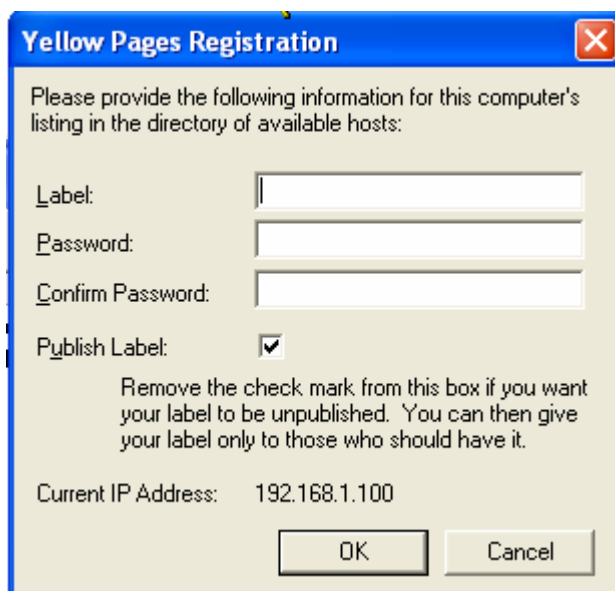 Yellow Pages Registration
Please provide the following information for this computer's
listing in the directory of available hosts:
Label:
Password:
Confirm Password:
Publish Label:
Remove the check mark from this box if you want
your label to be unpublished.  You can then give
your label only to those who should have it.
Current IP Address: 192.168.1.100
OK Cancel